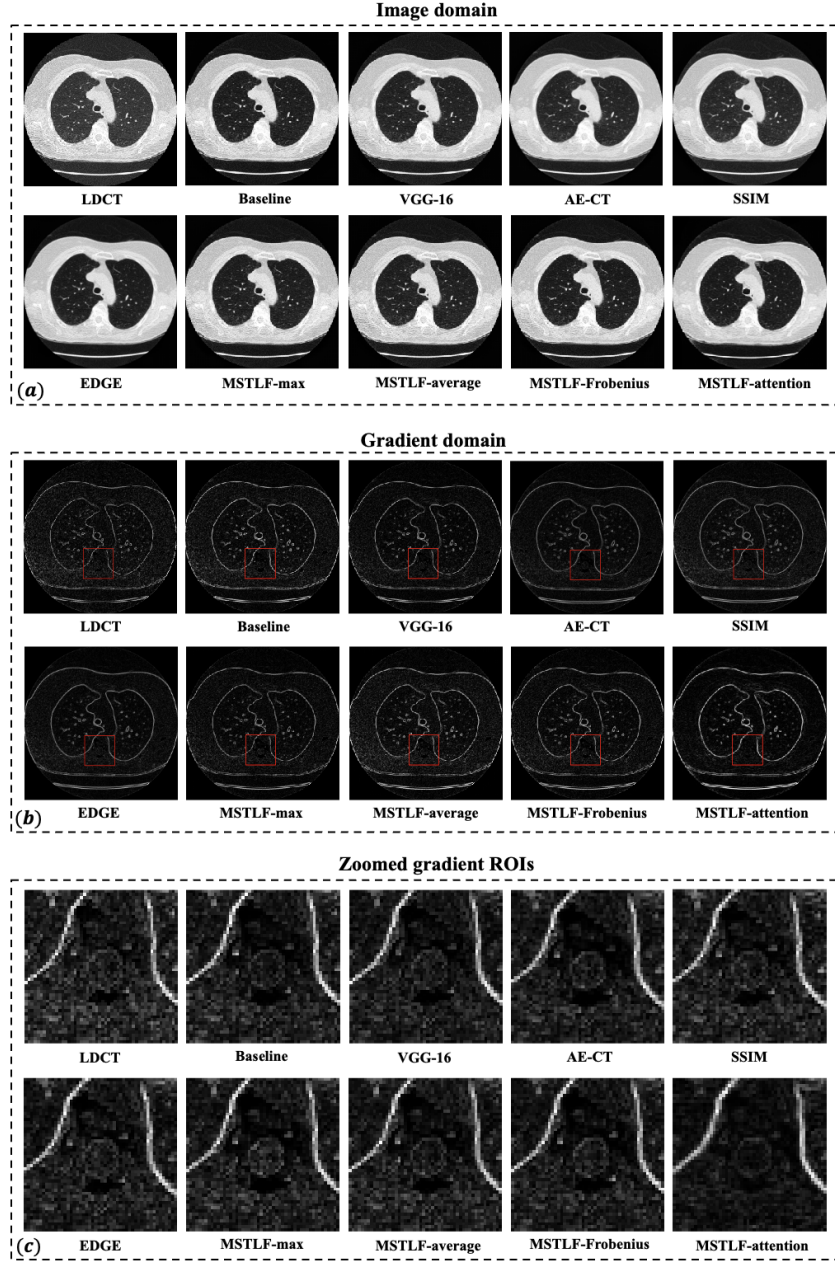 Image domain
LDCT Baseline VGG-16 AE-CT SSIM
EDGE MSTLF-max MSTLF-average MSTLF-Frobenius MSTLF-attention
(a)
Gradient domain
LDCT Baseline VGG-16 AE-CT SSIM
EDGE MSTLF-max MSTLF-average MSTLF-Frobenius MSTLF-attention
(b)
Zoomed gradient ROIs
LDCT Baseline VGG-16 AE-CT SSIM
EDGE MSTLF-max MSTLF-average MSTLF-Frobenius MSTLF-attention
(c)